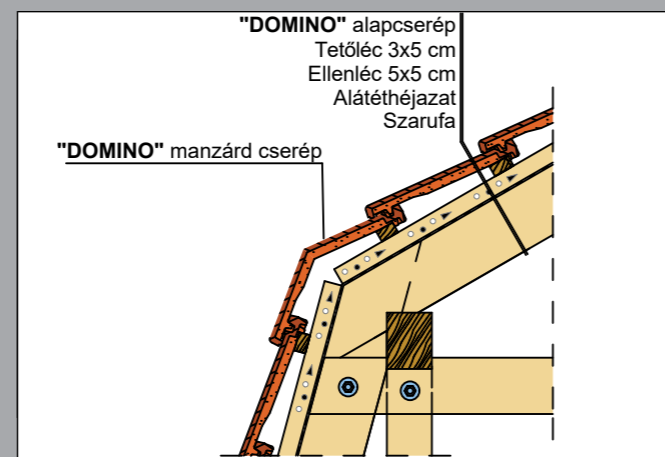 "DOMINO" alapcserép
Tetőléc 3x5 cm
Ellenléc 5x5 cm
Alátéthéjazat
Szarufa
"DOMINO" manzárd cserép